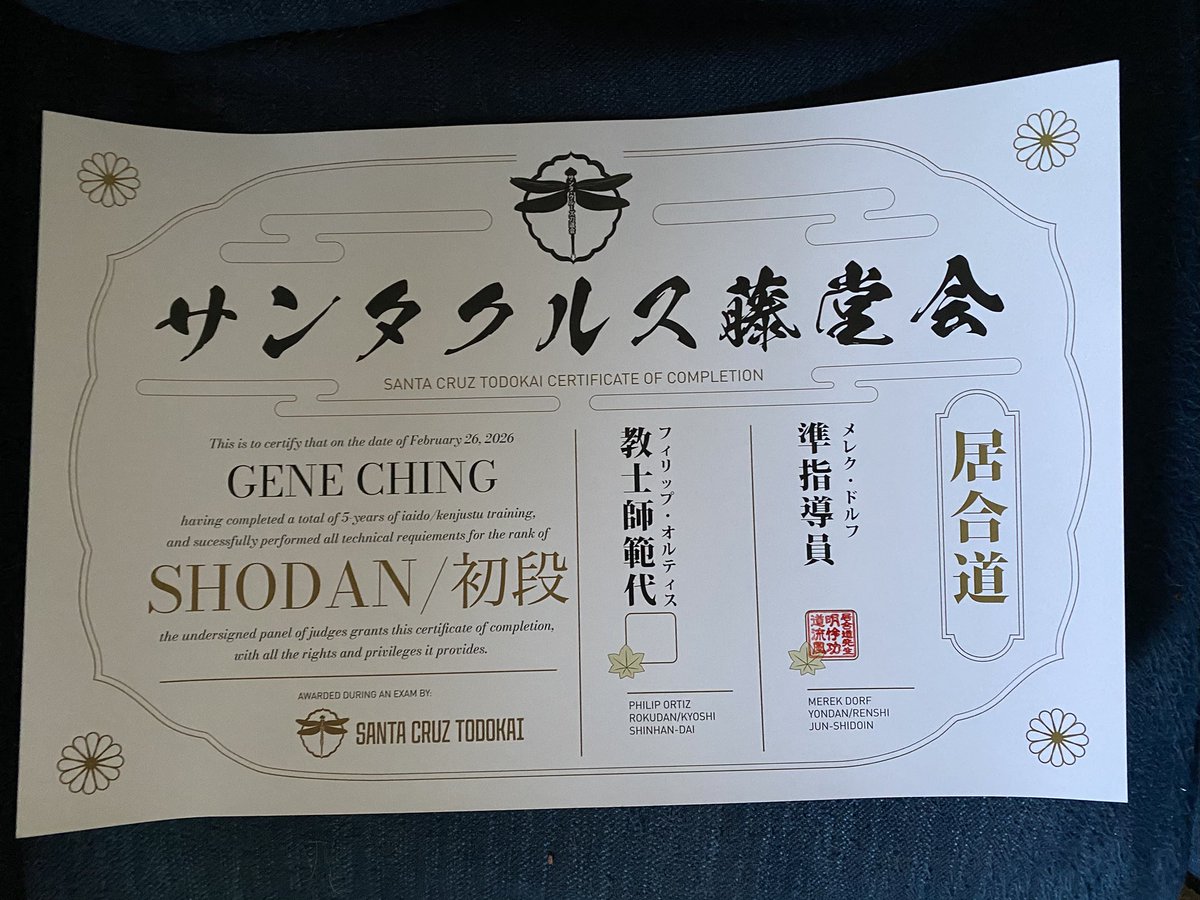 サンタクルス藤堂会
SANTA CRUZ TODOKAI CERTIFICATE OF COMPLETION
This is to certify that on the date of February 26, 2026
GENE CHING
having completed a total of 5-years of iaido/kenjustu training,
and sucessfully performed all technical requiements for the rank of
SHODAN/初段
the undersigned panel of judges grants this certificate of completion,
with all the rights and privileges it provides.
AWARDED DURING AN EXAM BY:
SANTA CRUZ TODOKAI
フィリップ・オルティス
教士師範代
PHILIP ORTIZ
ROKUDAN/KYOSHI
SHINHAN-DAI
メレク・ドルフ
準指導員
居合道先生
MEREK DORF
YONDAN/RENSHI
JUN-SHIDOIN
居合道